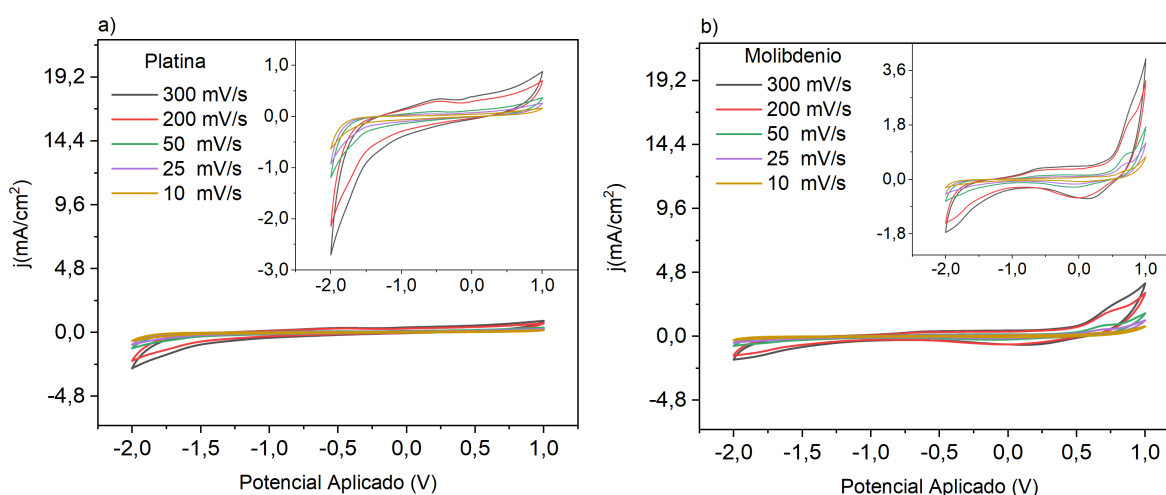 a)
Platina
300 mV/s
200 mV/s
50 mV/s
25 mV/s
10 mV/s
19,2
14,4
9,6
4,8
0,0
-4,8
j(mA/cm²)
-2,0 -1,5 -1,0 -0,5 0,0 0,5 1,0
Potencial Aplicado (V)
1,0
0,0
-1,0
-2,0
-3,0
-2,0 -1,0 0,0 1,0
b)
Molibdenio
300 mV/s
200 mV/s
50 mV/s
25 mV/s
10 mV/s
19,2
14,4
9,6
4,8
0,0
-4,8
j(mA/cm²)
-2,0 -1,5 -1,0 -0,5 0,0 0,5 1,0
Potencial Aplicado (V)
3,6
1,8
0,0
-1,8
-2,0 -1,0 0,0 1,0